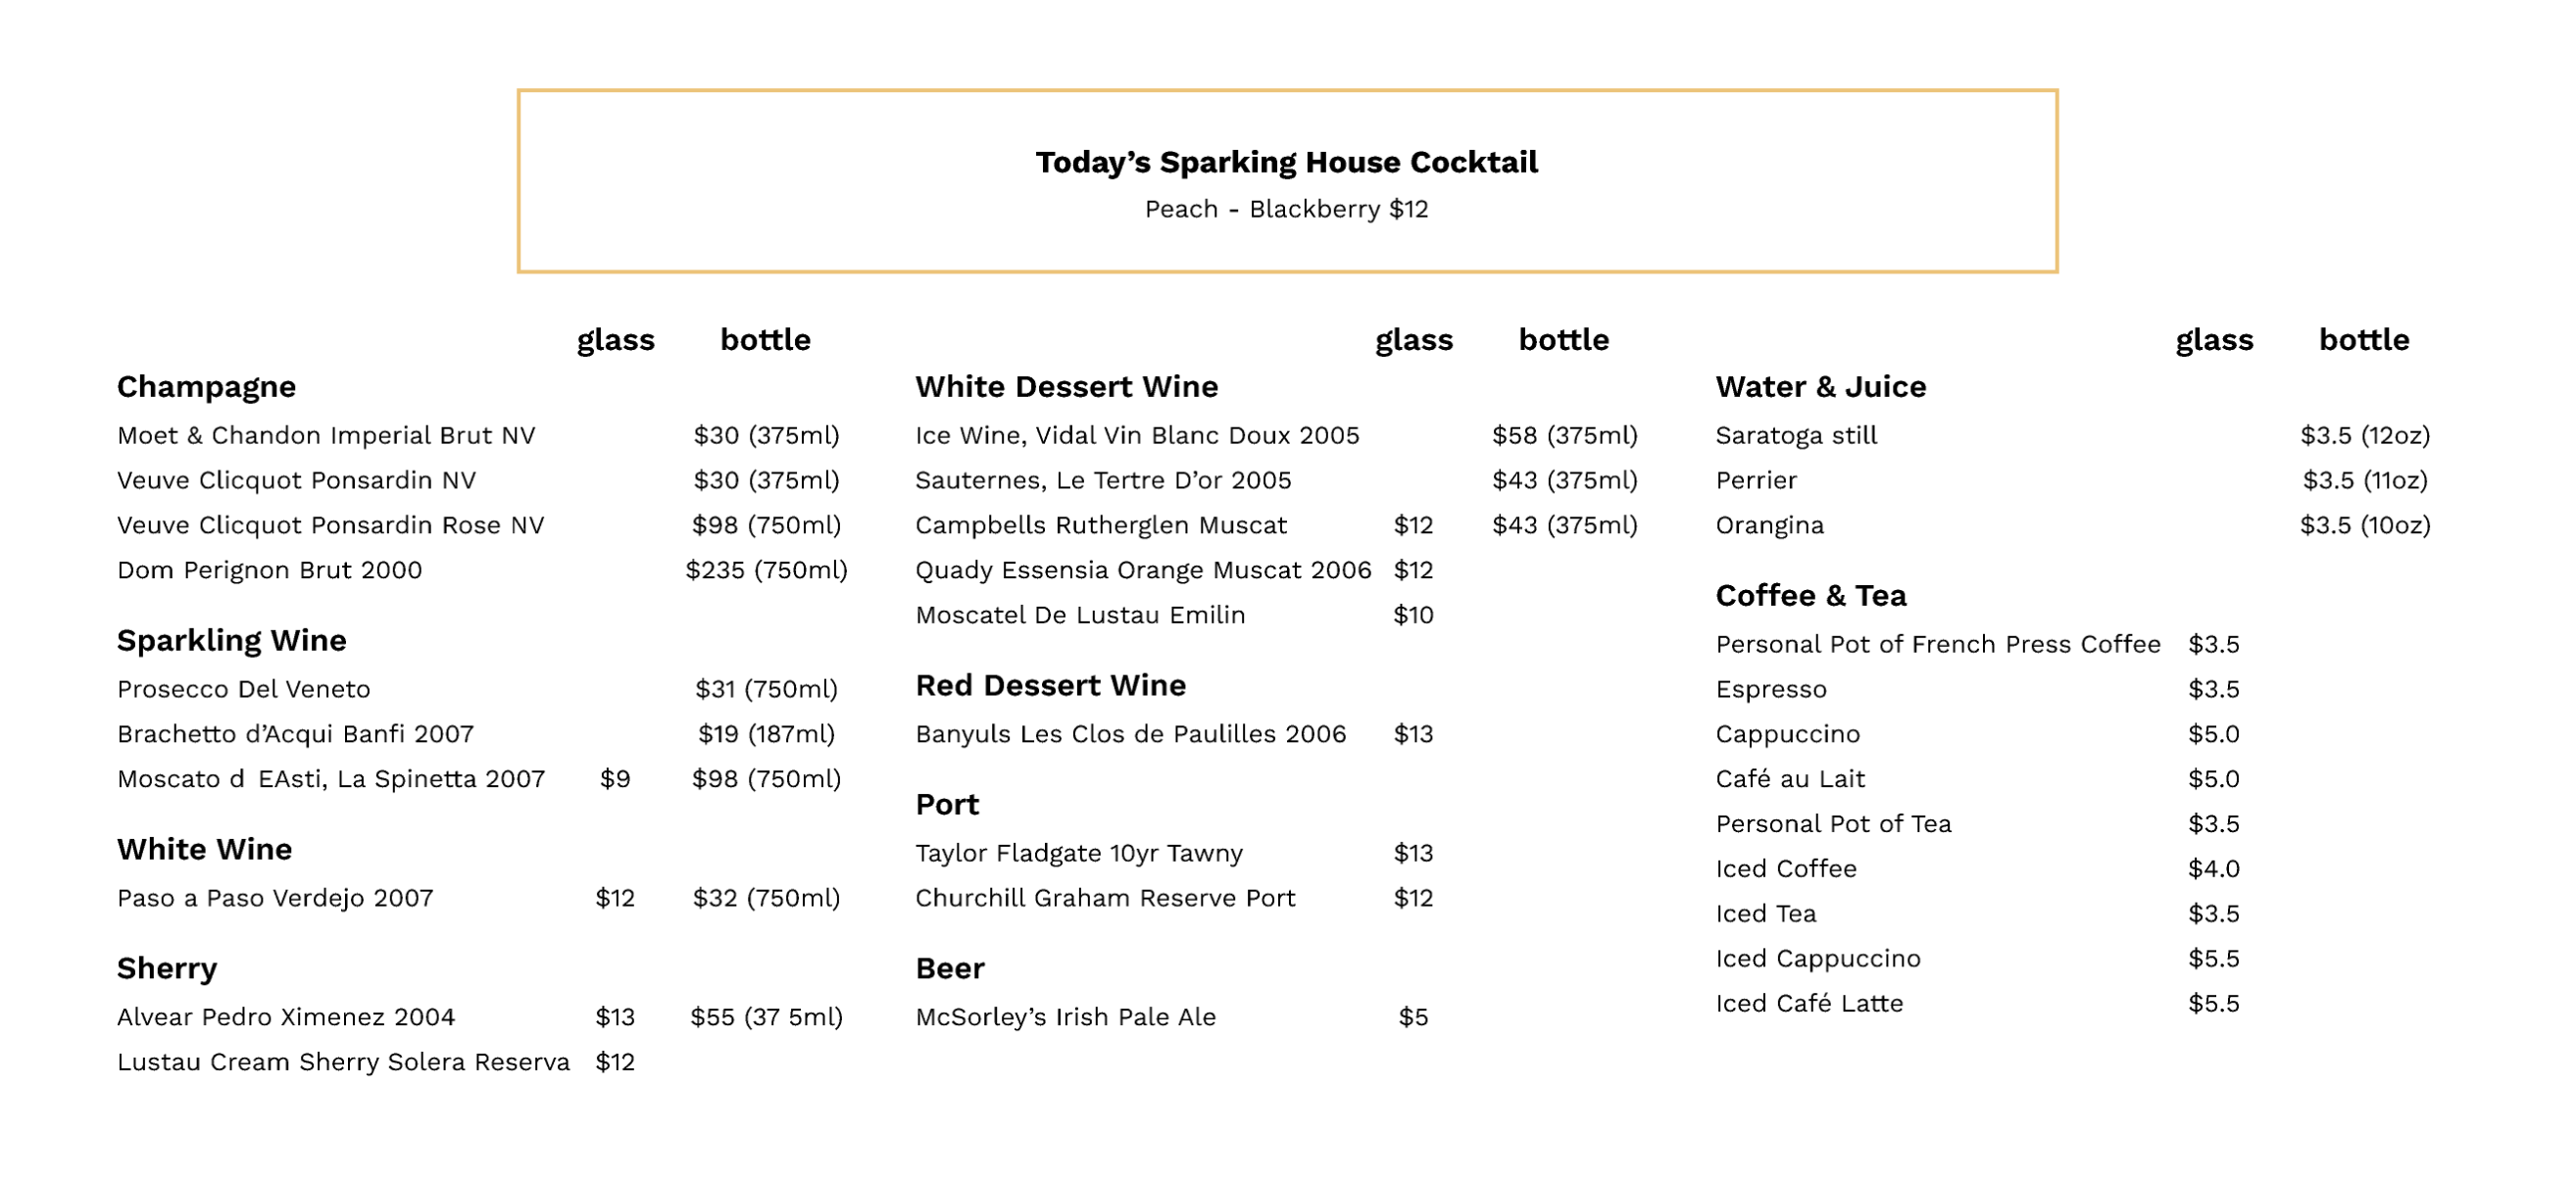 Today’s Sparking House Cocktail
Peach - Blackberry $12
glass bottle
Champagne
Moet & Chandon Imperial Brut NV $30 (375ml)
Veuve Clicquot Ponsardin NV $30 (375ml)
Veuve Clicquot Ponsardin Rose NV $98 (750ml)
Dom Perignon Brut 2000 $235 (750ml)
Sparkling Wine
Prosecco Del Veneto $31 (750ml)
Brachetto d’Acqui Banfi 2007 $19 (187ml)
Moscato d EAsti, La Spinetta 2007 $9 $98 (750ml)
White Wine
Paso a Paso Verdejo 2007 $12 $32 (750ml)
Sherry
Alvear Pedro Ximenez 2004 $13 $55 (37 5ml)
Lustau Cream Sherry Solera Reserva $12
glass bottle
White Dessert Wine
Ice Wine, Vidal Vin Blanc Doux 2005 $58 (375ml)
Sauternes, Le Tertre D’or 2005 $43 (375ml)
Campbells Rutherglen Muscat $12 $43 (375ml)
Quady Essensia Orange Muscat 2006 $12
Moscatel De Lustau Emilin $10
Red Dessert Wine
Banyuls Les Clos de Paulilles 2006 $13
Port
Taylor Fladgate 10yr Tawny $13
Churchill Graham Reserve Port $12
Beer
McSorley’s Irish Pale Ale $5
glass bottle
Water & Juice
Saratoga still $3.5 (12oz)
Perrier $3.5 (11oz)
Orangina $3.5 (10oz)
Coffee & Tea
Personal Pot of French Press Coffee $3.5
Espresso $3.5
Cappuccino $5.0
Café au Lait $5.0
Personal Pot of Tea $3.5
Iced Coffee $4.0
Iced Tea $3.5
Iced Cappuccino $5.5
Iced Café Latte $5.5